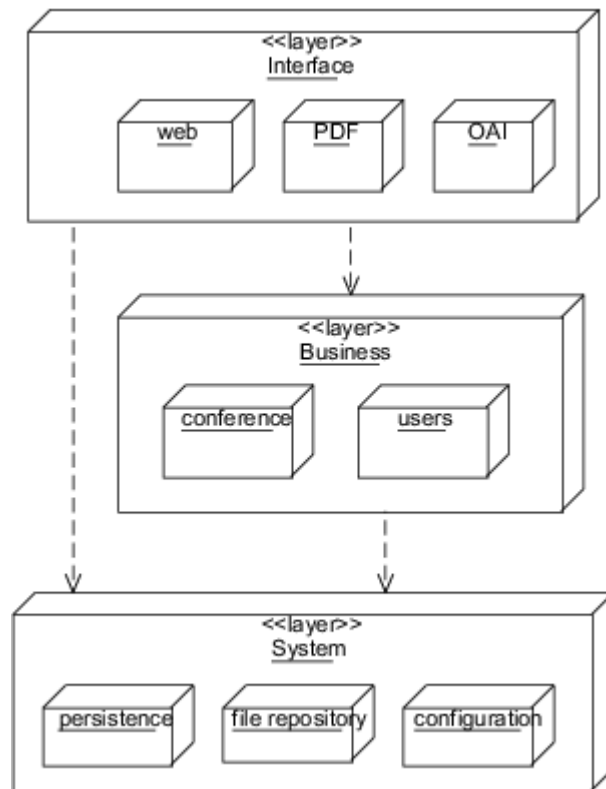 <<layer>>
Interface
web
PDF
OAI
<<layer>>
Business
conference
users
<<layer>>
System
persistence
file repository
configuration